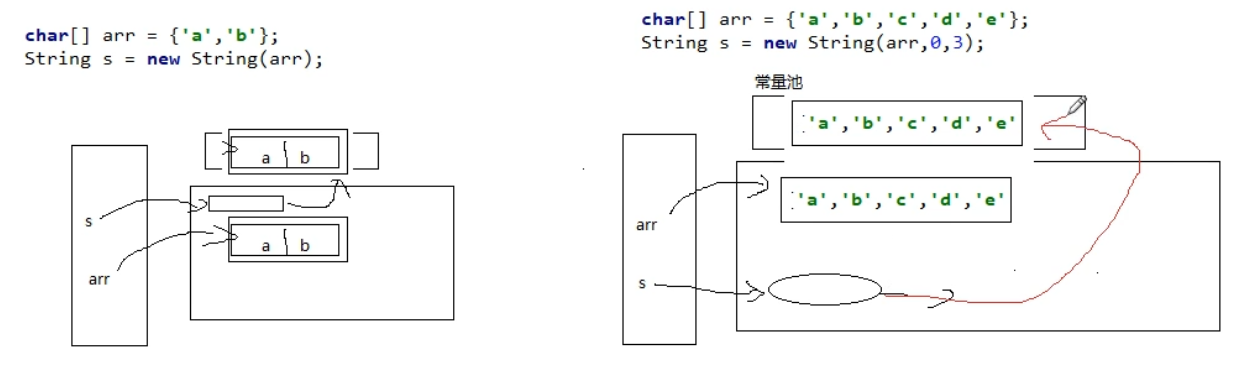 char[] arr = {'a','b'};
String s = new String(arr);
a b
s
a b
arr
char[] arr = {'a','b','c','d','e'};
String s = new String(arr,0,3);
常量池
'a','b','c','d','e'
'a','b','c','d','e'
arr
s